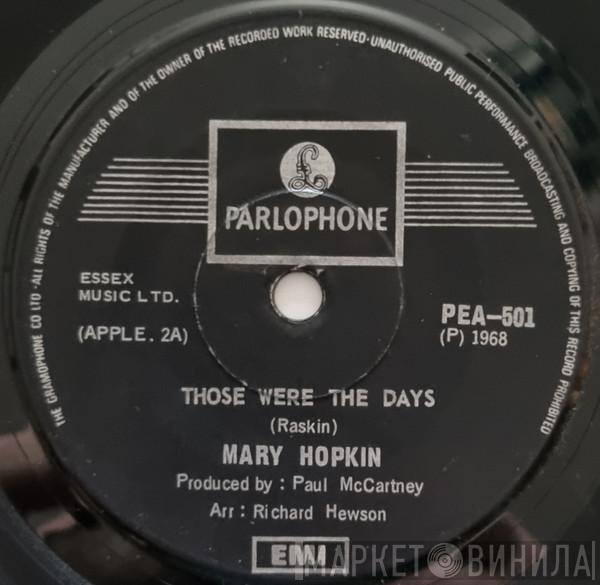 THE GRAMOPHONE CO LTD · ALL RIGHTS OF THE MANUFACTURER AND OF THE OWNER OF THE RECORDED WORK RESERVED · UNAUTHORISED PUBLIC PERFORMANCE BROADCASTING AND COPYING OF THIS RECORD PROHIBITED
£
PARLOPHONE
ESSEX
MUSIC LTD.
(APPLE. 2A)
PEA-501
(P) 1968
THOSE WERE THE DAYS
(Raskin)
MARY HOPKIN
Produced by : Paul McCartney
Arr : Richard Hewson
EMI
МАРКЕТ ВИНИЛА